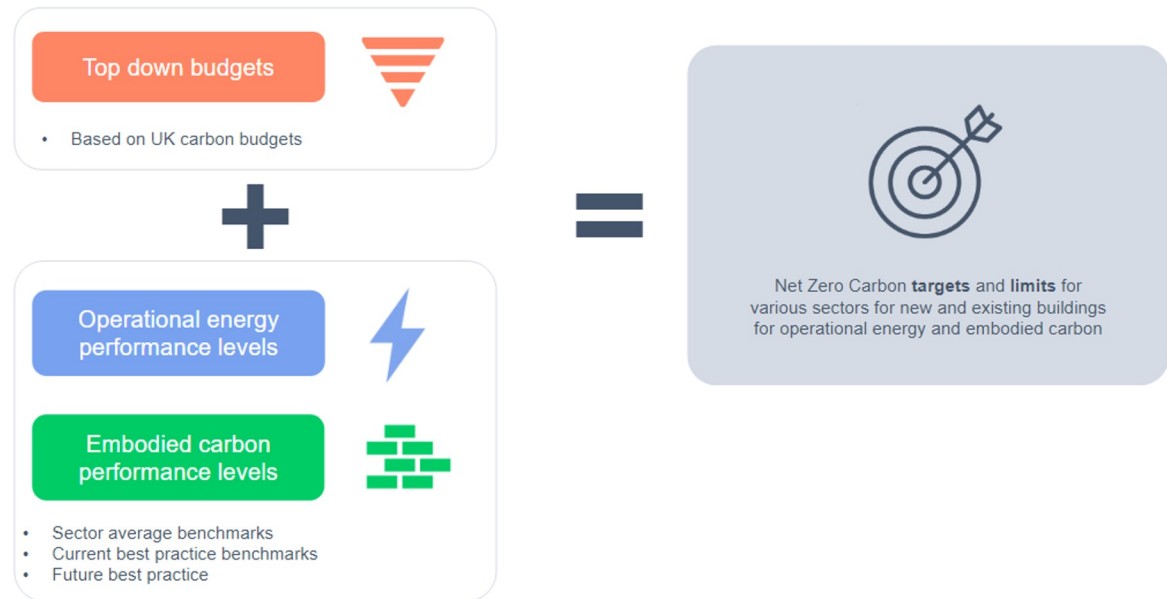 Top down budgets
• Based on UK carbon budgets
+
=
Operational energy
performance levels
Embodied carbon
performance levels
• Sector average benchmarks
• Current best practice benchmarks
• Future best practice
Net Zero Carbon targets and limits for
various sectors for new and existing buildings
for operational energy and embodied carbon